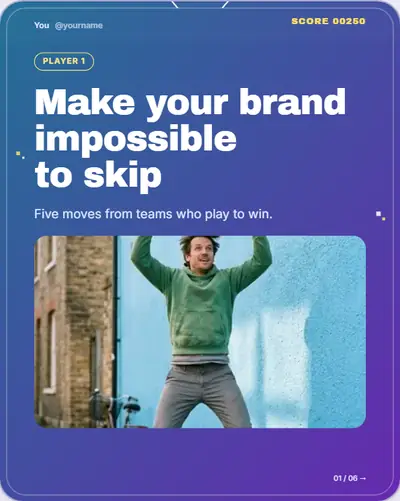 You @yourname
SCORE 00250
PLAYER 1
Make your brand
impossible
to skip
Five moves from teams who play to win.
01 / 06 →